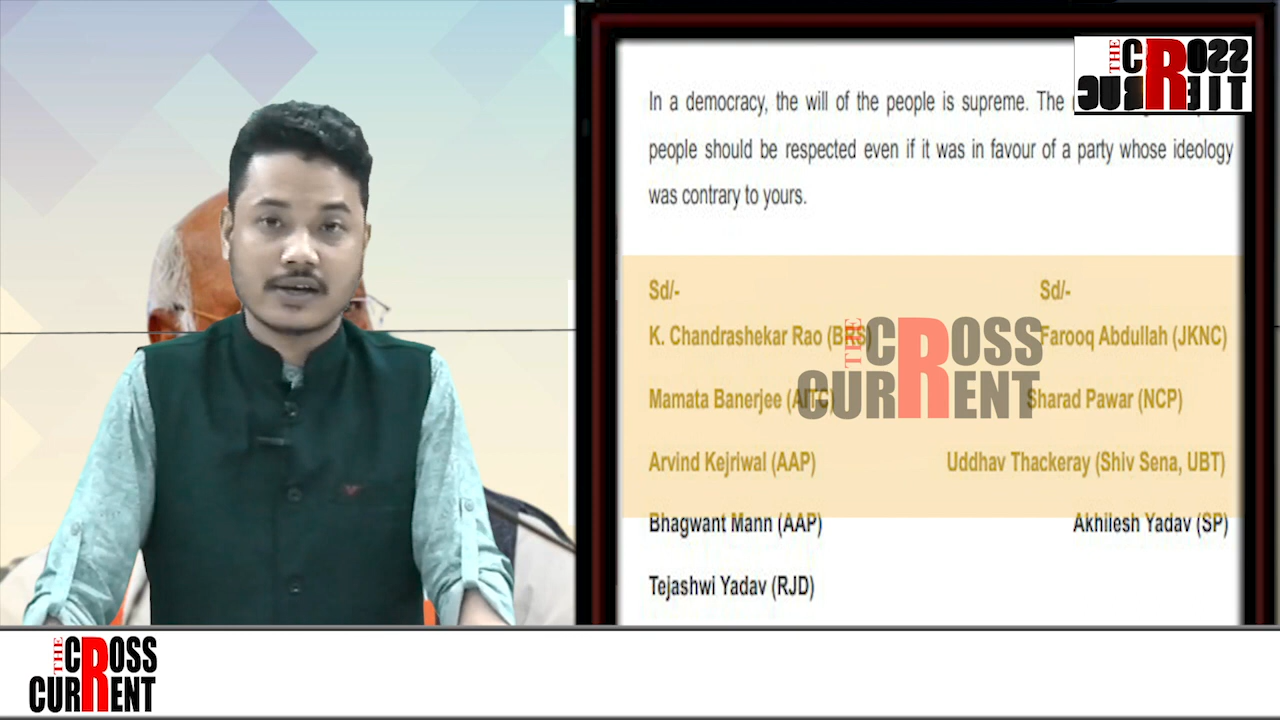 THE CROSS
CURRENT
In a democracy, the will of the people is supreme. The
people should be respected even if it was in favour of a party whose ideology
was contrary to yours.
Sd/- Sd/-
K. Chandrashekar Rao (BRS) Farooq Abdullah (JKNC)
THE CROSS
CURRENT
Mamata Banerjee (AITC) Sharad Pawar (NCP)
Arvind Kejriwal (AAP) Uddhav Thackeray (Shiv Sena, UBT)
Bhagwant Mann (AAP) Akhilesh Yadav (SP)
Tejashwi Yadav (RJD)
THE CROSS
CURRENT